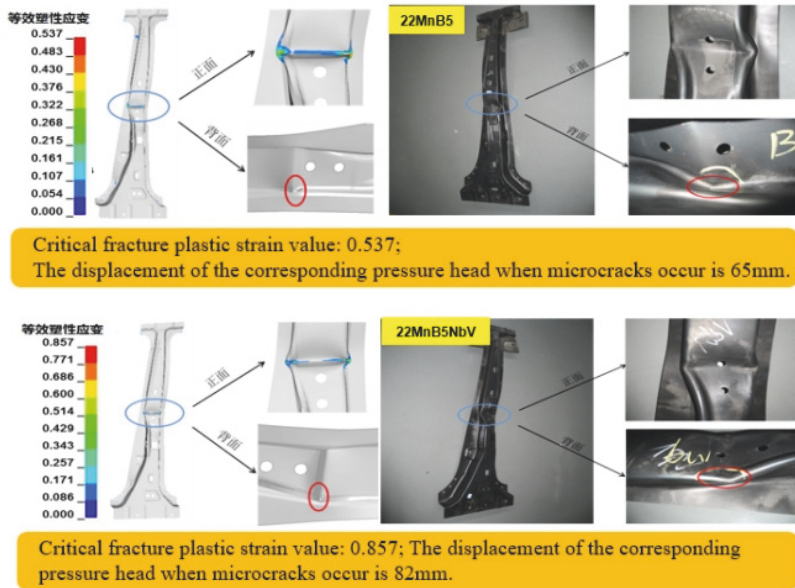 等效塑性应变
0.537
0.483
0.430
0.376
0.322
0.268
0.215
0.161
0.107
0.054
0.000
正面
背面
22MnB5
正面
背面
B
Critical fracture plastic strain value: 0.537;
The displacement of the corresponding pressure head when microcracks occur is 65mm.
等效塑性应变
0.857
0.771
0.686
0.600
0.514
0.429
0.343
0.257
0.171
0.086
0.000
正面
背面
22MnB5NbV
正面
背面
Critical fracture plastic strain value: 0.857; The displacement of the corresponding
pressure head when microcracks occur is 82mm.